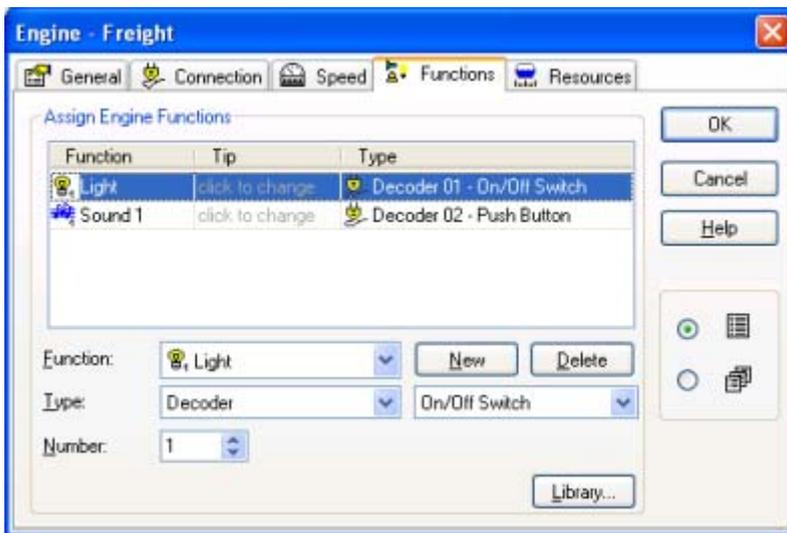 Engine - Freight
General Connection Speed Functions Resources
Assign Engine Functions
Function Tip Type
Light click to change Decoder 01 - On/Off Switch
Sound 1 click to change Decoder 02 - Push Button
Function: Light New Delete
Type: Decoder On/Off Switch
Number: 1
Library...
OK
Cancel
Help